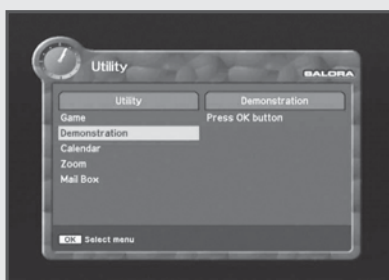 Utility
SALORA
Utility
Demonstration
Game
Press OK button
Demonstration
Calendar
Zoom
Mail Box
OK Select menu